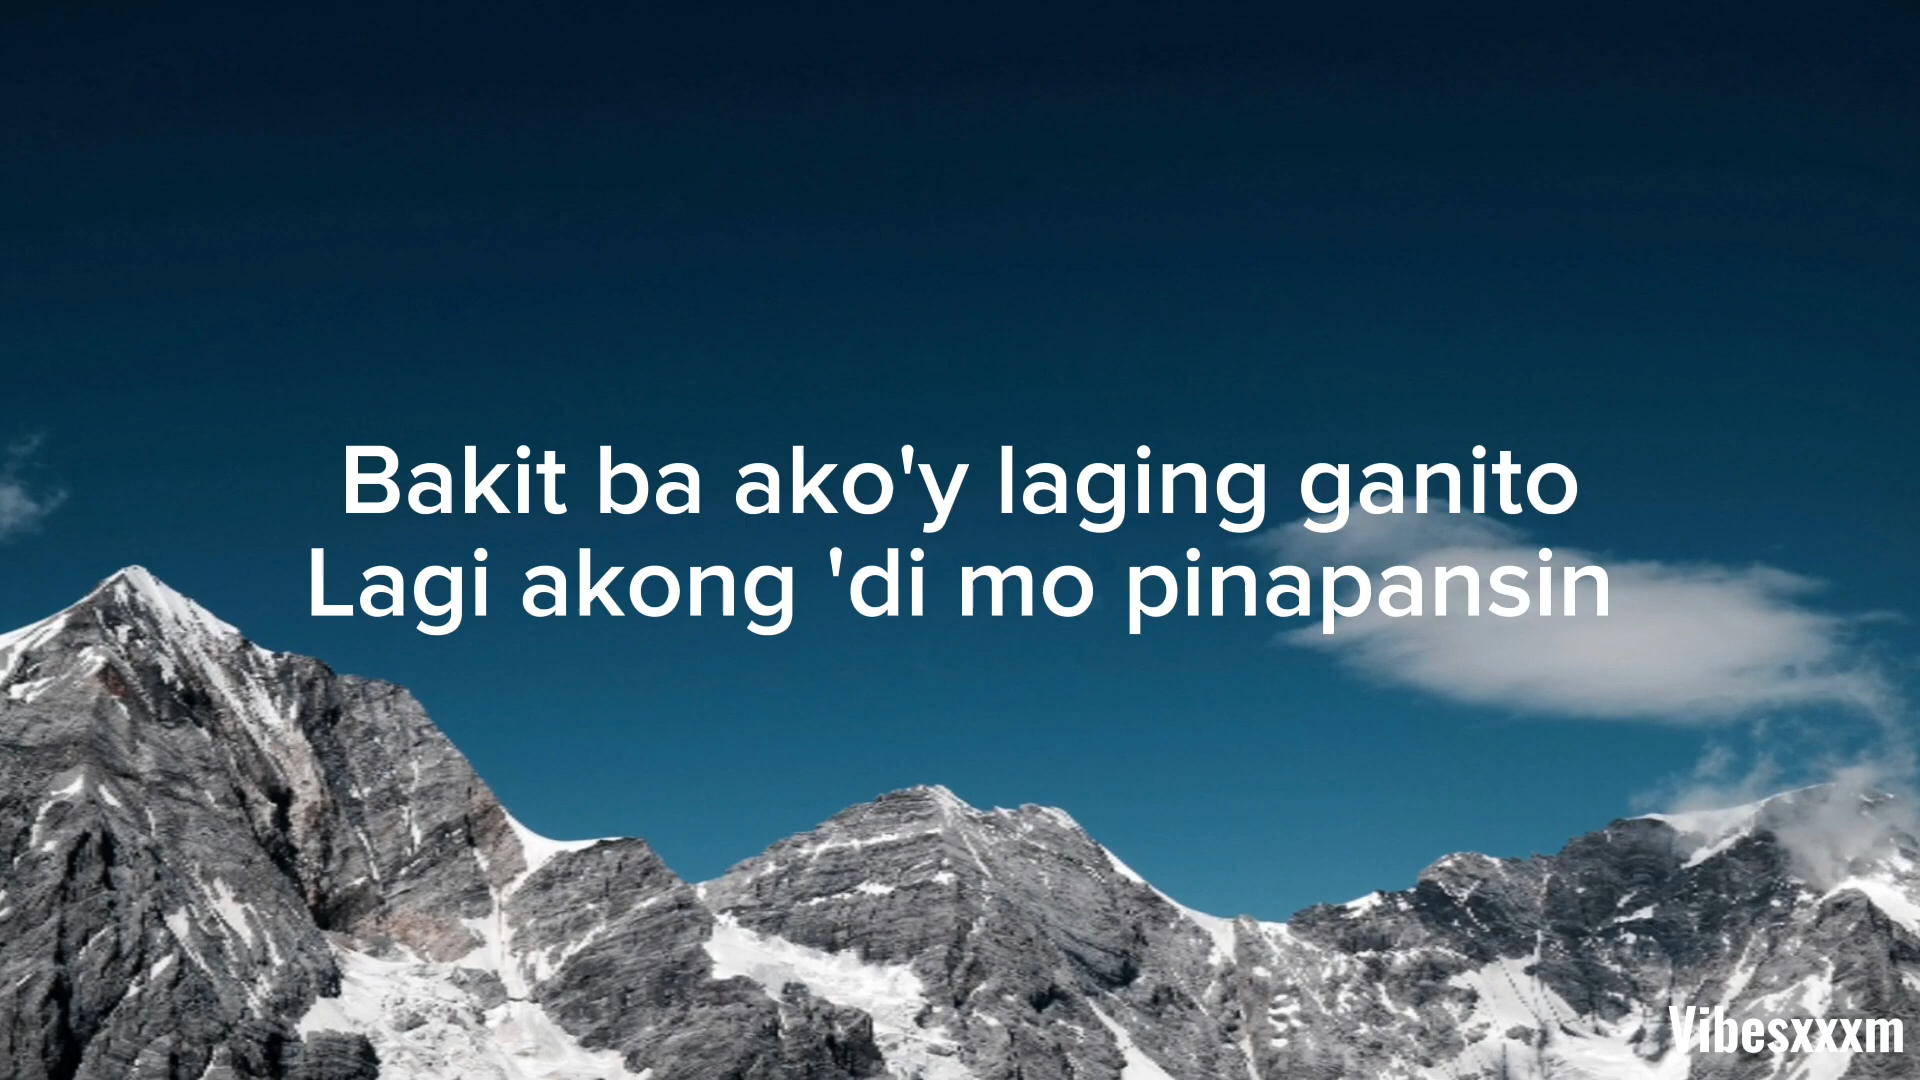 Bakit ba ako'y laging ganito
Lagi akong 'di mo pinapansin
Vibesxxxm